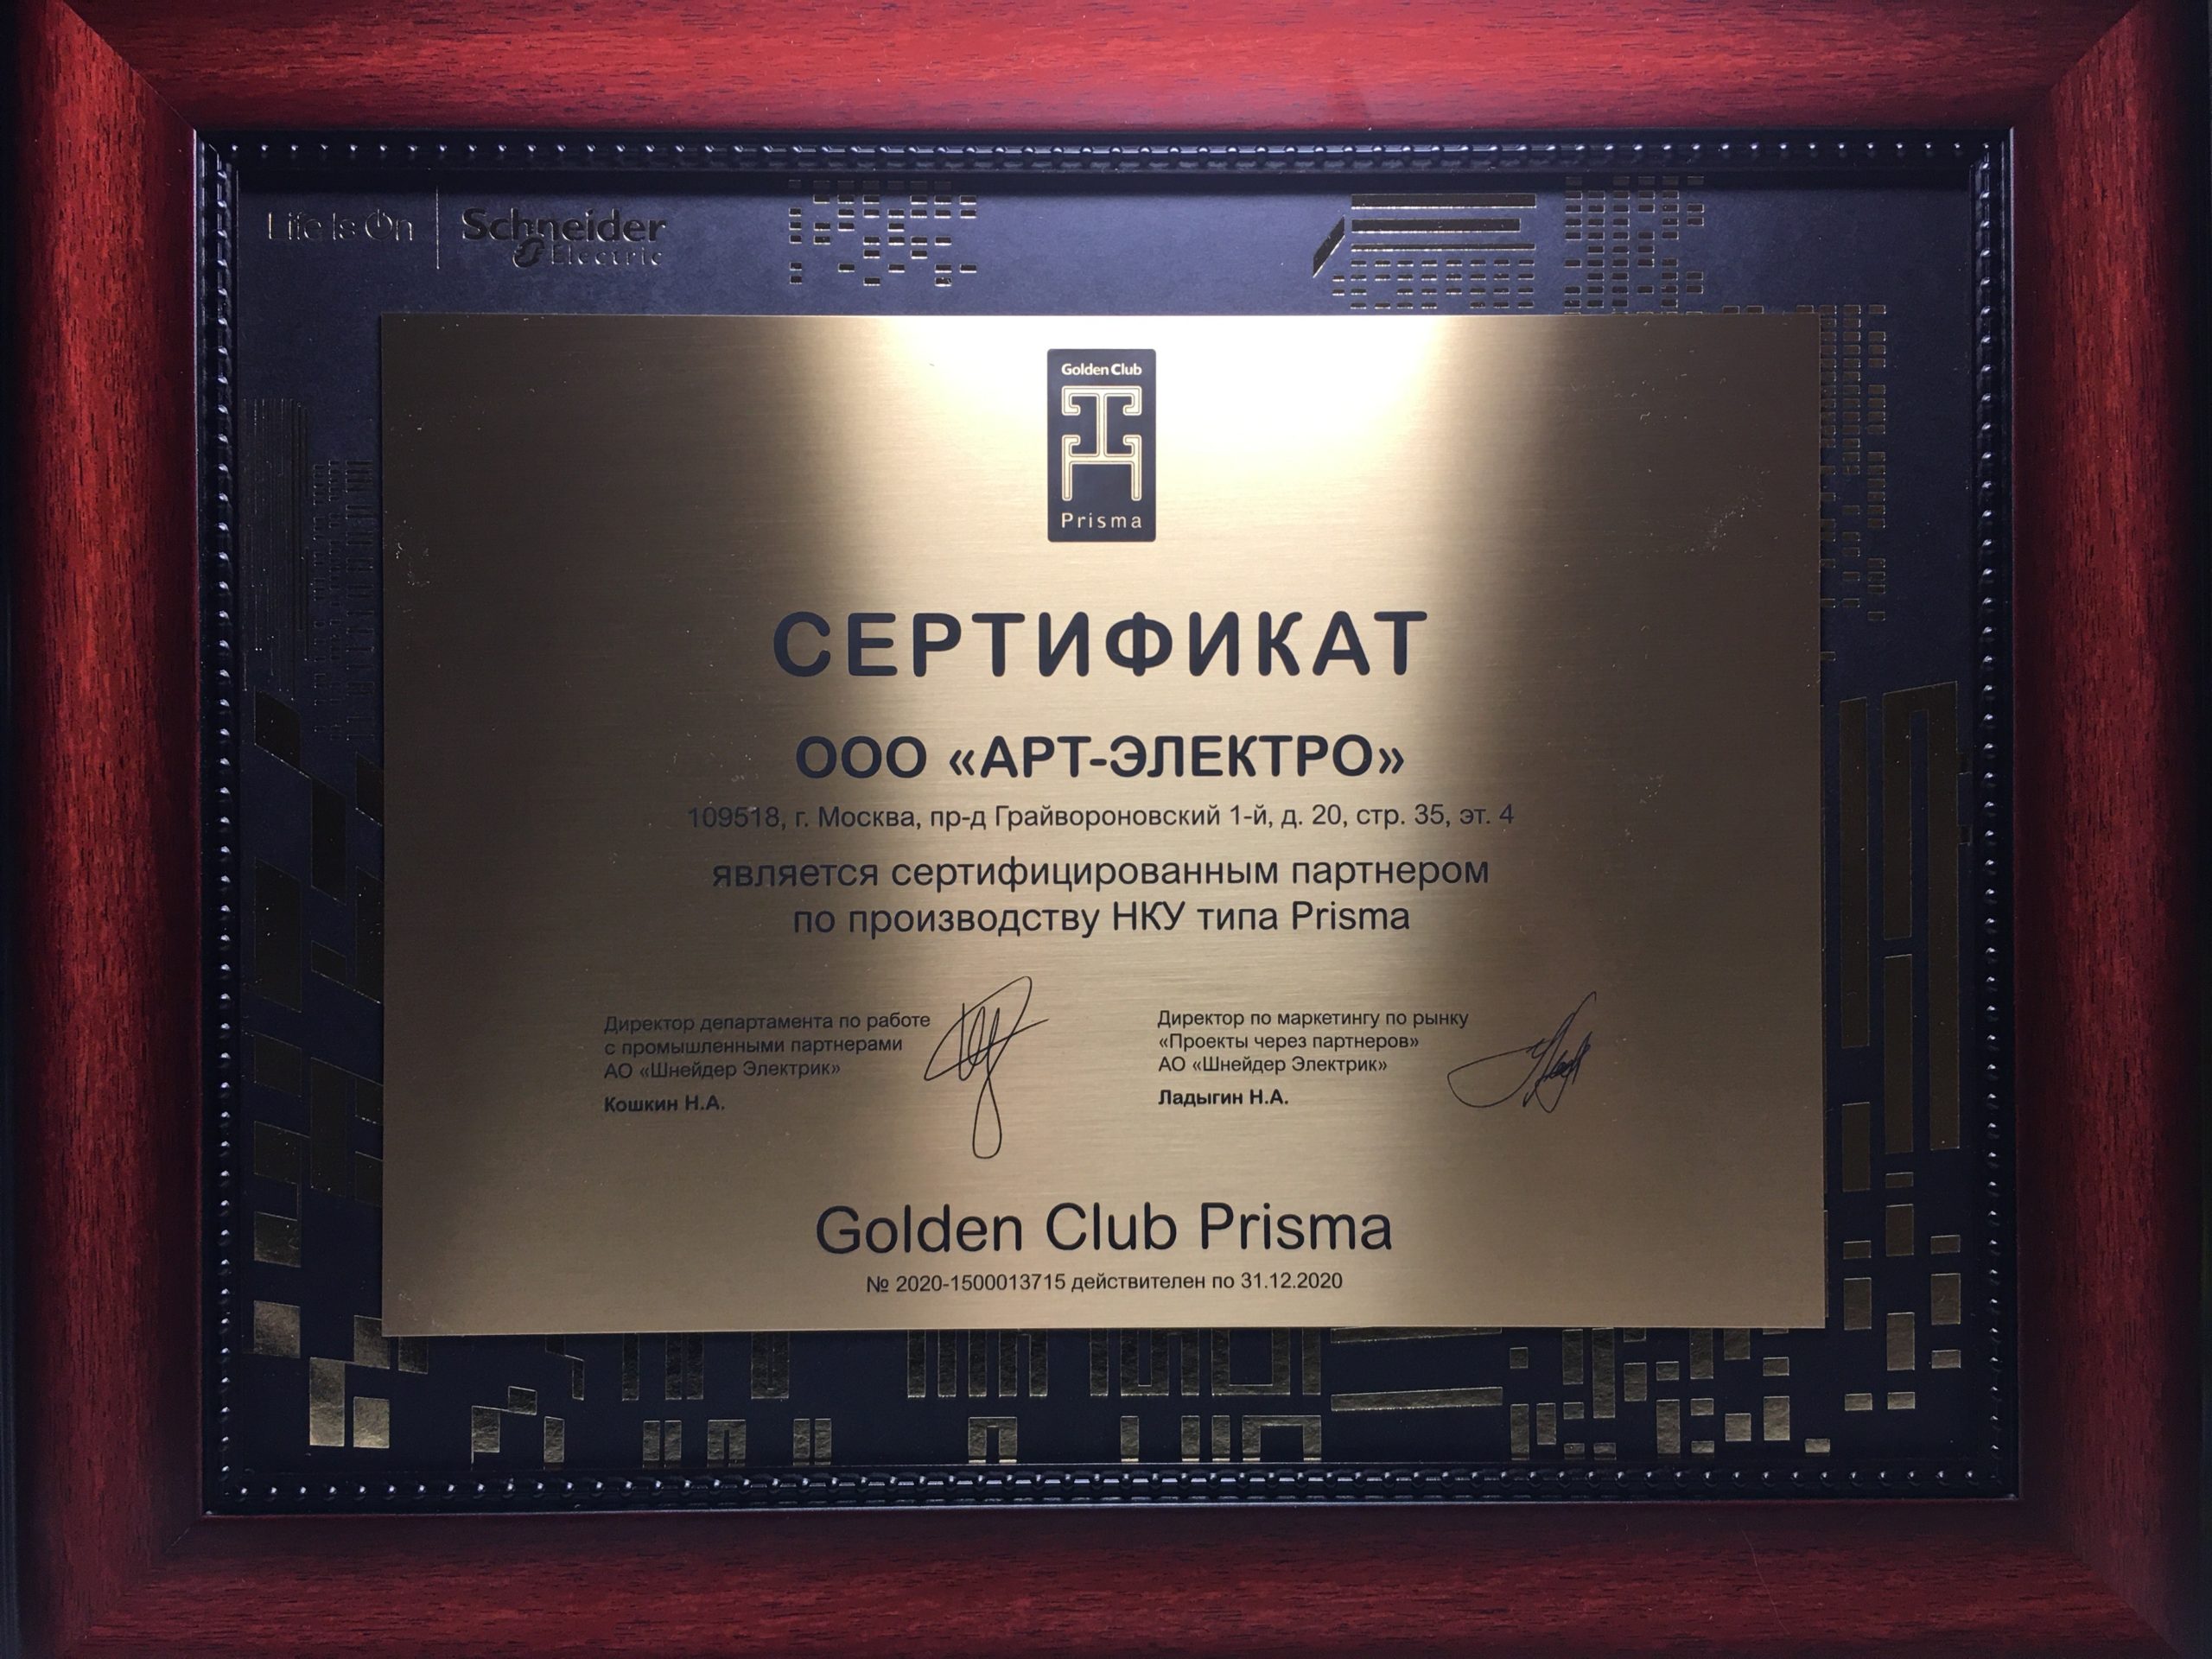 Life Is On
Schneider
Electric
Golden Club
Prisma
СЕРТИФИКАТ
ООО «АРТ-ЭЛЕКТРО»
109518, г. Москва, пр-д Грайвороновский 1-й, д. 20, стр. 35, эт. 4
является сертифицированным партнером
по производству НКУ типа Prisma
Директор департамента по работе
с промышленными партнерами
АО «Шнейдер Электрик»
Кошкин Н.А.
Директор по маркетингу по рынку
«Проекты через партнеров»
АО «Шнейдер Электрик»
Ладыгин Н.А.
Golden Club Prisma
№ 2020-1500013715 действителен по 31.12.2020